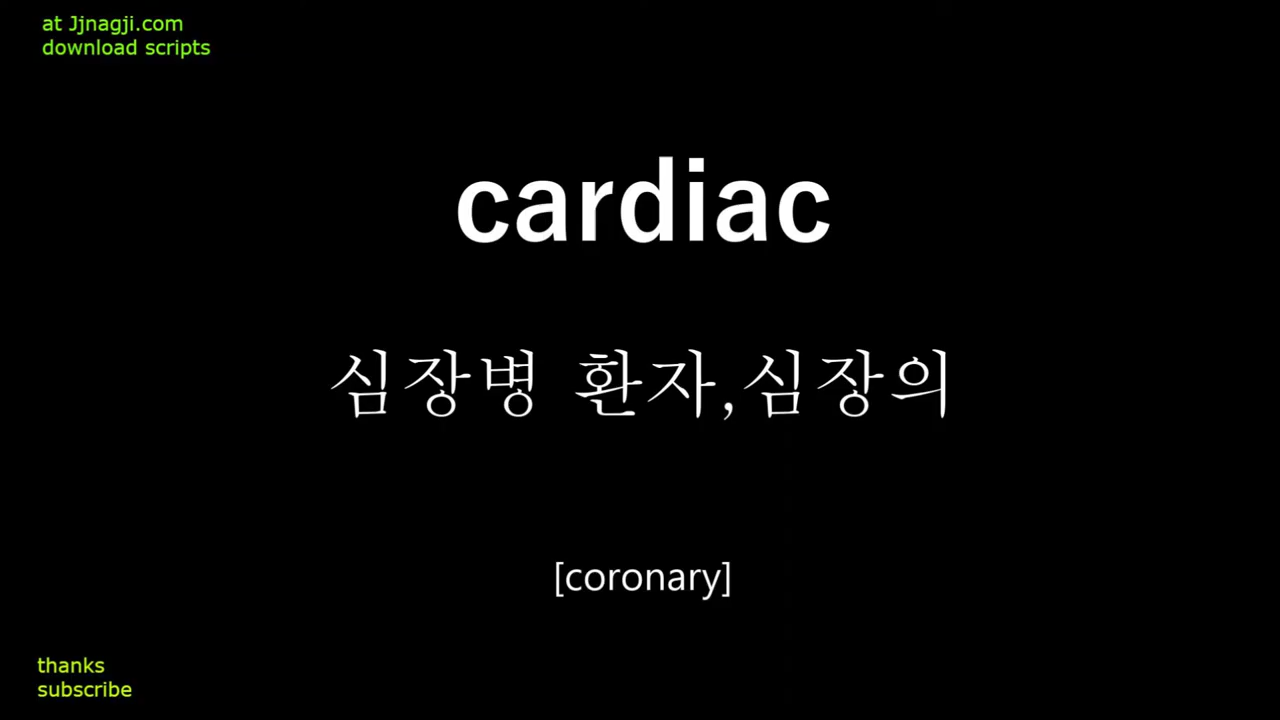 at Jjnagji.com
download scripts
cardiac
심장병 환자,심장의
[coronary]
thanks
subscribe